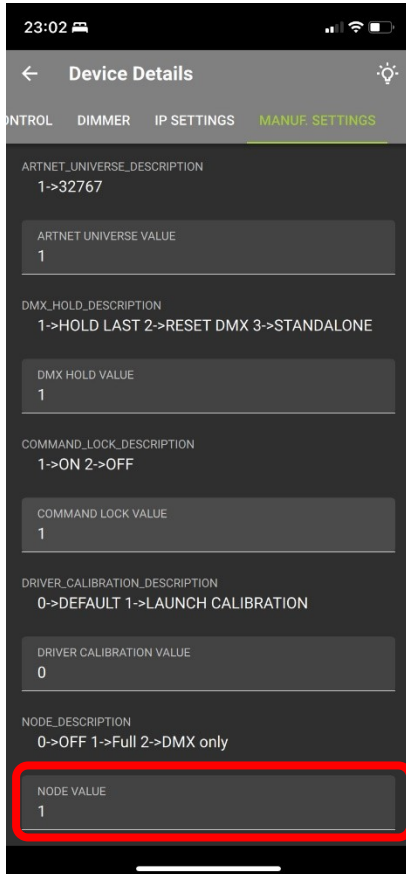 23:02
Device Details
ONTROL DIMMER IP SETTINGS MANUF. SETTINGS
ARTNET_UNIVERSE_DESCRIPTION
1->32767
ARTNET UNIVERSE VALUE
1
DMX_HOLD_DESCRIPTION
1->HOLD LAST 2->RESET DMX 3->STANDALONE
DMX HOLD VALUE
1
COMMAND_LOCK_DESCRIPTION
1->ON 2->OFF
COMMAND LOCK VALUE
1
DRIVER_CALIBRATION_DESCRIPTION
0->DEFAULT 1->LAUNCH CALIBRATION
DRIVER CALIBRATION VALUE
0
NODE_DESCRIPTION
0->OFF 1->Full 2->DMX only
NODE VALUE
1